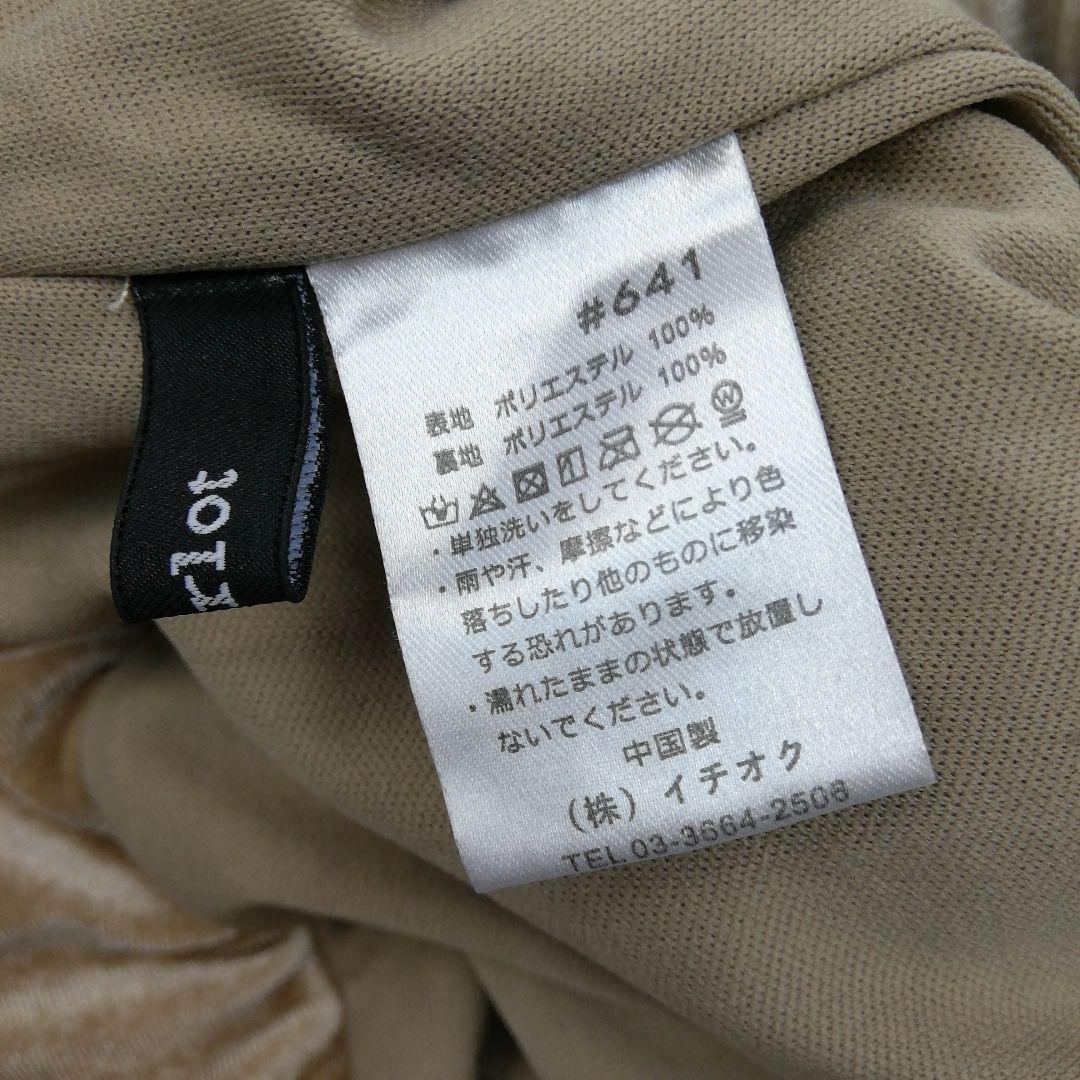 #641
表地 ポリエステル 100%
裏地 ポリエステル 100%
・単独洗いをしてください。
・雨や汗、摩擦などにより色
落ちしたり他のものに移染
する恐れがあります。
・濡れたままの状態で放置し
ないでください。
中国製
(株) イチオク
TEL 03-3664-2508
xlot